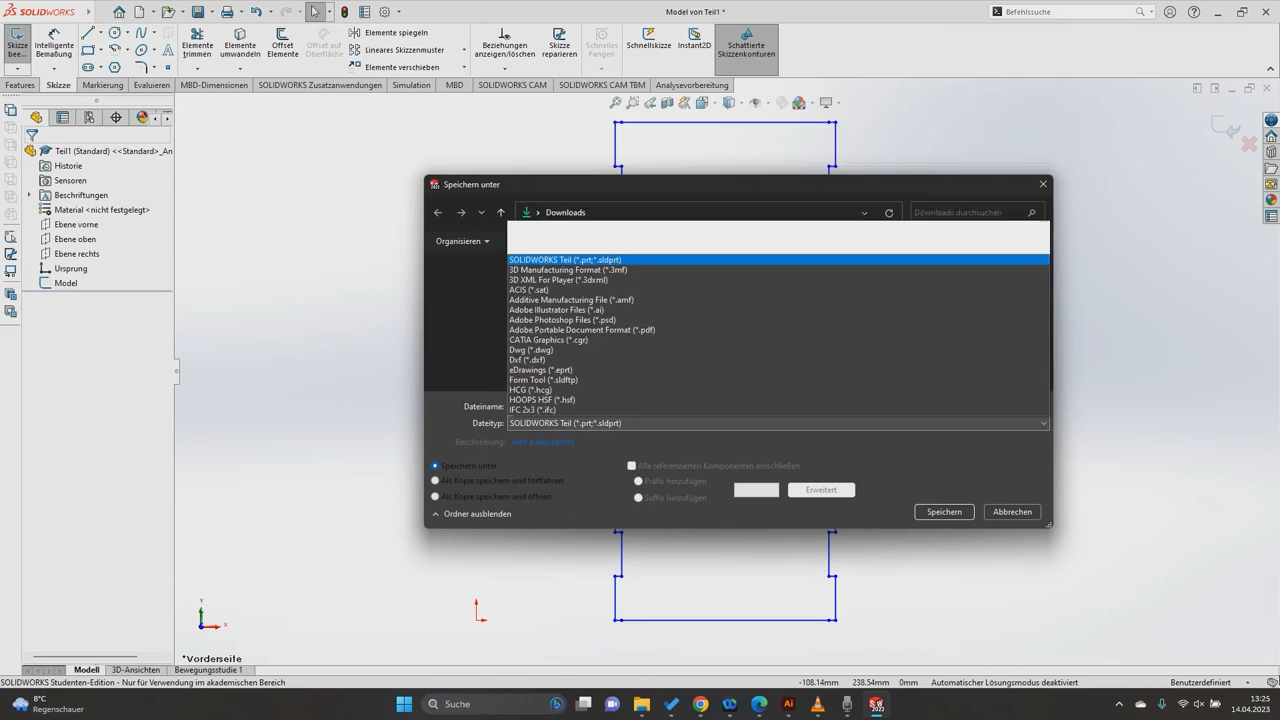 SOLIDWORKS
Model von Teil1 *
Befehlssuche
Skizze
bee...
Intelligente
Bemaßung
Elemente
trimmen
Elemente
umwandeln
Offset
Elemente
Offset auf
Oberfläche
Elemente spiegeln
Lineares Skizzenmuster
Elemente verschieben
Beziehungen
anzeigen/löschen
Skizze
reparieren
Schnelles
Fangen
Schnellskizze
Instant2D
Schattierte
Skizzenkonturen
Features
Skizze
Markierung
Evaluieren
MBD-Dimensionen
SOLIDWORKS Zusatzanwendungen
Simulation
MBD
SOLIDWORKS CAM
SOLIDWORKS CAM TBM
Analysevorbereitung
Teil1 (Standard) <<Standard>_An
Historie
Sensoren
Beschriftungen
Material <nicht festgelegt>
Ebene vorne
Ebene oben
Ebene rechts
Ursprung
Model
Speichern unter
Downloads
Downloads durchsuchen
Organisieren
SOLIDWORKS Teil (*.prt;*.sldprt)
3D Manufacturing Format (*.3mf)
3D XML For Player (*.3dxml)
ACIS (*.sat)
Additive Manufacturing File (*.amf)
Adobe Illustrator Files (*.ai)
Adobe Photoshop Files (*.psd)
Adobe Portable Document Format (*.pdf)
CATIA Graphics (*.cgr)
Dwg (*.dwg)
Dxf (*.dxf)
eDrawings (*.eprt)
Form Tool (*.sldftp)
HCG (*.hcg)
HOOPS HSF (*.hsf)
IFC 2x3 (*.ifc)
Dateiname:
Dateityp: SOLIDWORKS Teil (*.prt;*.sldprt)
Beschreibung: Add a description
Speichern unter
Als Kopie speichern und fortfahren
Als Kopie speichern und öffnen
Alle referenzierten Komponenten einschließen
Präfix hinzufügen
Suffix hinzufügen
Erweitert
Ordner ausblenden
Speichern
Abbrechen
Y
X
*Vorderseite
Modell
3D-Ansichten
Bewegungsstudie 1
SOLIDWORKS Studenten-Edition - Nur für Verwendung im akademischen Bereich
-108.14mm
238.54mm
0mm
Automatischer Lösungsmodus deaktiviert
Benutzerdefiniert
8°C
Regenschauer
Suche
Ai
SW
2022
13:25
14.04.2023